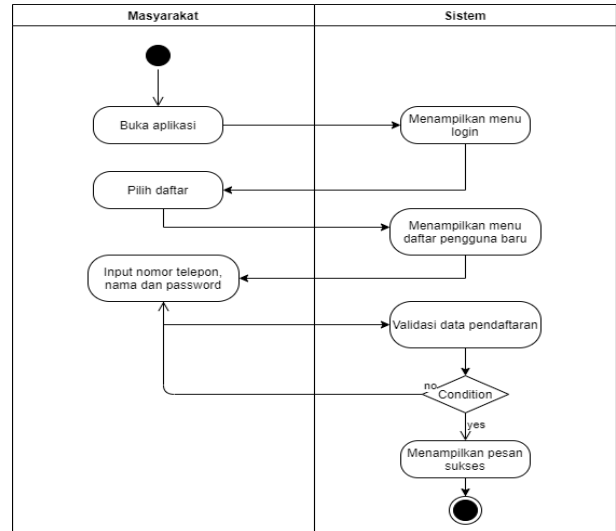 Masyarakat
Sistem
Buka aplikasi
Menampilkan menu
login
Pilih daftar
Menampilkan menu
daftar pengguna baru
Input nomor telepon,
nama dan password
Validasi data pendaftaran
no
Condition
yes
Menampilkan pesan
sukses